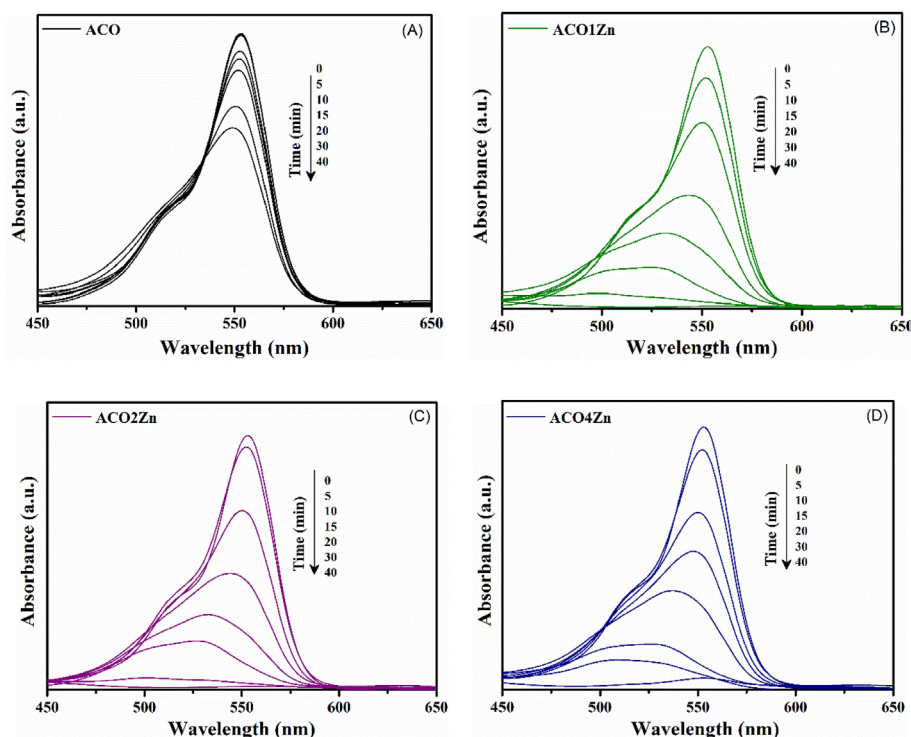 ACO
(A)
Absorbance (a.u.)
Time (min)
0
5
10
15
20
30
40
450 500 550 600 650
Wavelength (nm)
ACO1Zn
(B)
Absorbance (a.u.)
Time (min)
0
5
10
15
20
30
40
450 500 550 600 650
Wavelength (nm)
ACO2Zn
(C)
Absorbance (a.u.)
Time (min)
0
5
10
15
20
30
40
450 500 550 600 650
Wavelength (nm)
ACO4Zn
(D)
Absorbance (a.u.)
Time (min)
0
5
10
15
20
30
40
450 500 550 600 650
Wavelength (nm)